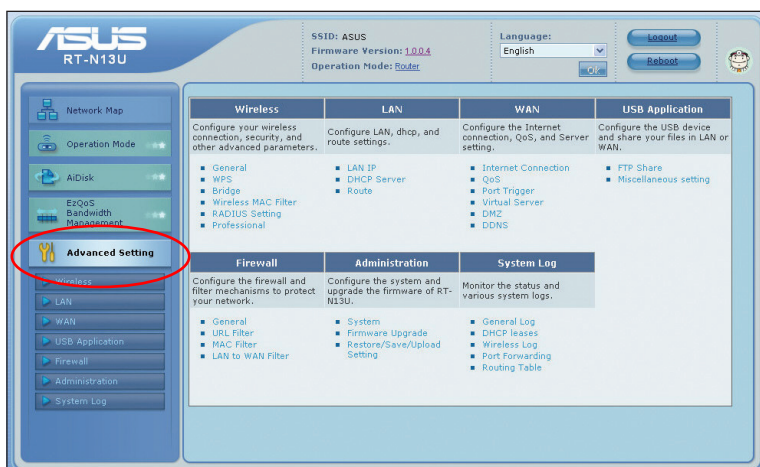 ASUS
RT-N13U
SSID: ASUS
Firmware Version: 1.0.0.4
Operation Mode: Router
Language:
English
OK
Logout
Reboot
Network Map
Operation Mode
AiDisk
EzQoS
Bandwidth
Management
Advanced Setting
Wireless
LAN
WAN
USB Application
Firewall
Administration
System Log
Wireless
Configure your wireless
connection, security, and
other advanced parameters.
General
WPS
Bridge
Wireless MAC Filter
RADIUS Setting
Professional
LAN
Configure LAN, dhcp, and
route settings.
LAN IP
DHCP Server
Route
WAN
Configure the Internet
connection, QoS, and Server
setting.
Internet Connection
QoS
Port Trigger
Virtual Server
DMZ
DDNS
USB Application
Configure the USB device
and share your files in LAN or
WAN.
FTP Share
Miscellaneous setting
Firewall
Configure the firewall and
filter mechanisms to protect
your network.
General
URL Filter
MAC Filter
LAN to WAN Filter
Administration
Configure the system and
upgrade the firmware of RT-
N13U.
System
Firmware Upgrade
Restore/Save/Upload
Setting
System Log
Monitor the status and
various system logs.
General Log
DHCP leases
Wireless Log
Port Forwarding
Routing Table